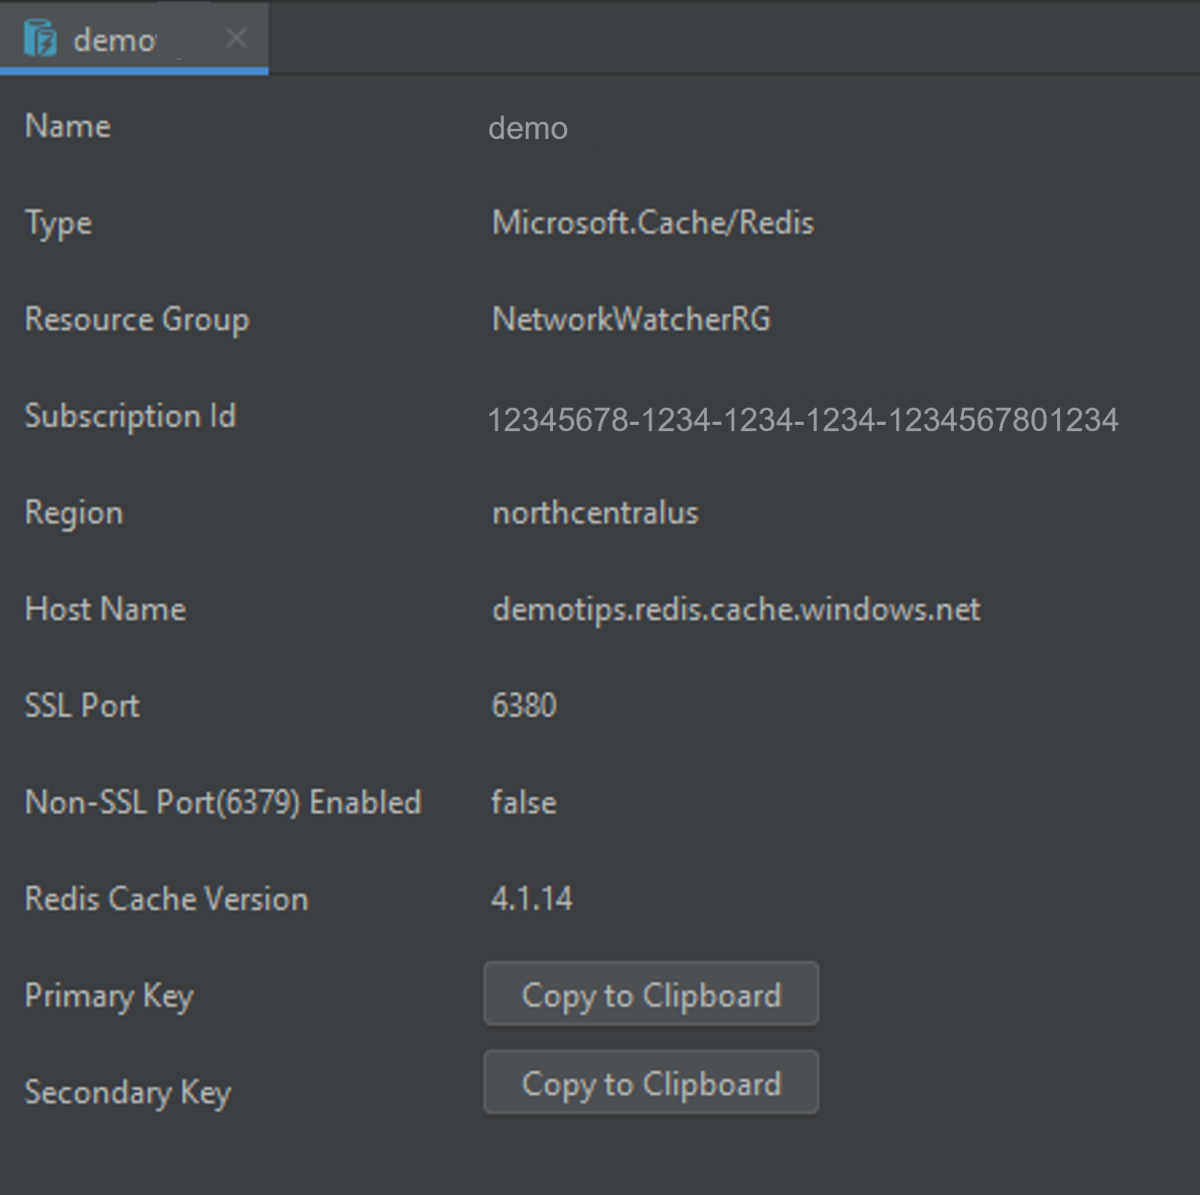 demo
Name demo
Type Microsoft.Cache/Redis
Resource Group NetworkWatcherRG
Subscription Id 12345678-1234-1234-1234-1234567801234
Region northcentralus
Host Name demotips.redis.cache.windows.net
SSL Port 6380
Non-SSL Port(6379) Enabled false
Redis Cache Version 4.1.14
Primary Key Copy to Clipboard
Secondary Key Copy to Clipboard